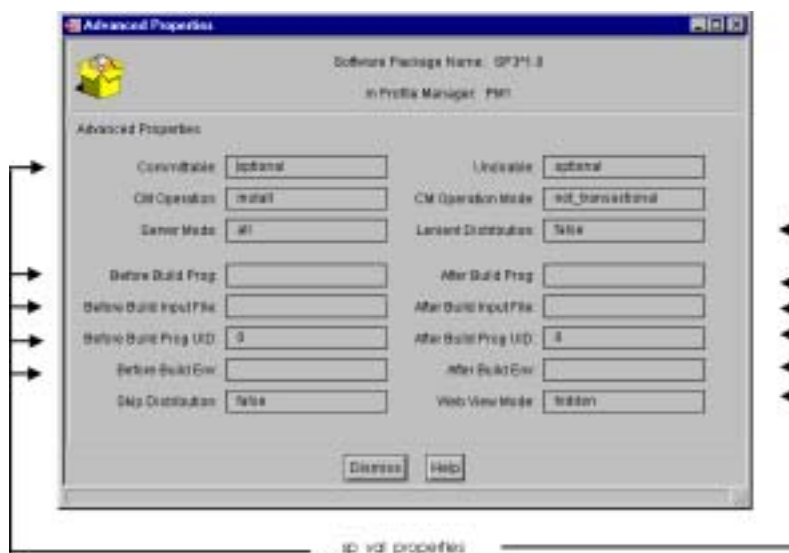 Advanced Properties
Software Package Name: SP3^1.0
in Profile Manager: PM1
Advanced Properties
Committable optional Undoable optional
CM Operation install CM Operation Mode not_transactional
Server Mode all Lenient Distribution false
Before Build Prog After Build Prog
Before Build Input File After Build Input File
Before Build Prog UID 0 After Build Prog UID 0
Before Build Env After Build Env
Skip Distribution false Web View Mode hidden
Dismiss Help
properties